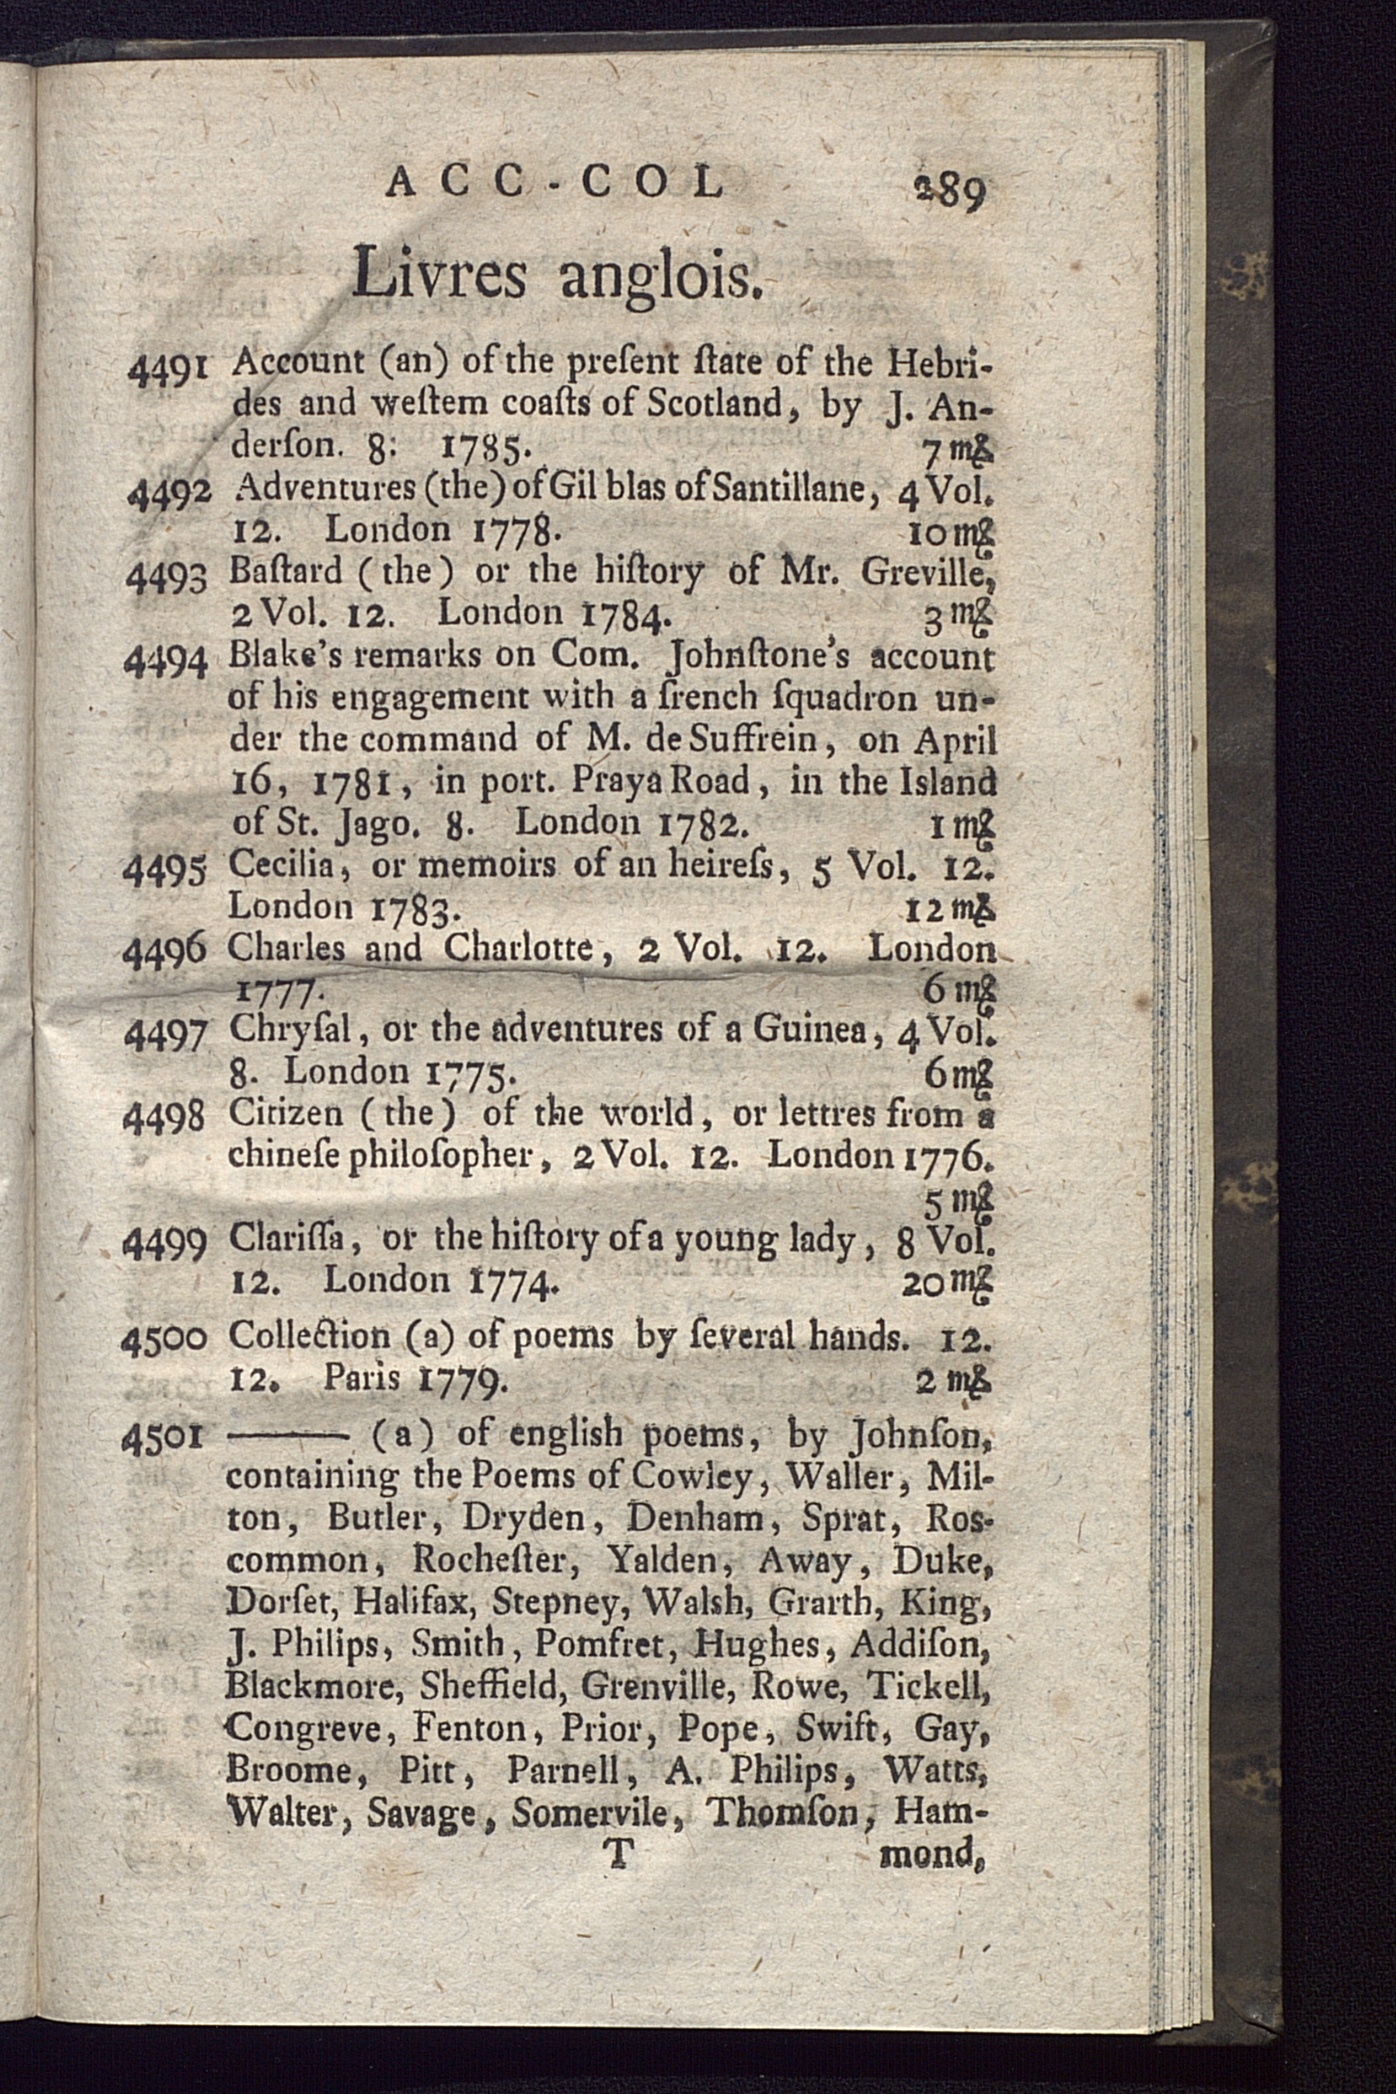 ACC-COL 289
Livres anglois.
4491 Account (an) of the preſent ſtate of the Hebri-
des and weſtem coaſts of Scotland, by J. An-
derſon. 8: 1785. 7 m&
4492 Adventures (the) of Gil blas of Santillane, 4 Vol.
12. London 1778. 10 m&
4493 Baſtard (the) or the hiſtory of Mr. Greville,
2 Vol. 12. London 1784. 3 m&
4494 Blake's remarks on Com. Johnſtone's account
of his engagement with a ſrench ſquadron un-
der the command of M. de Suffrein, on April
16, 1781, in port. Praya Road, in the Island
of St. Jago. 8. London 1782. 1 m&
4495 Cecilia, or memoirs of an heireſs, 5 Vol. 12.
London 1783. 12 m&
4496 Charles and Charlotte, 2 Vol. 12. London
1777. 6 m&
4497 Chryſal, or the adventures of a Guinea, 4 Vol.
8. London 1775. 6 m&
4498 Citizen (the) of the world, or lettres from a
chineſe philoſopher, 2 Vol. 12. London 1776.
5 m&
4499 Clariſſa, or the hiſtory of a young lady, 8 Vol.
12. London 1774. 20 m&
4500 Collection (a) of poems by ſeveral hands. 12.
12. Paris 1779. 2 m&
4501 ——— (a) of english poems, by Johnſon,
containing the Poems of Cowley, Waller, Mil-
ton, Butler, Dryden, Denham, Sprat, Ros-
common, Rocheſter, Yalden, Away, Duke,
Dorſet, Halifax, Stepney, Walsh, Grarth, King,
J. Philips, Smith, Pomfret, Hughes, Addiſon,
Blackmore, Sheffield, Grenville, Rowe, Tickell,
Congreve, Fenton, Prior, Pope, Swift, Gay,
Broome, Pitt, Parnell, A. Philips, Watts,
Walter, Savage, Somervile, Thomſon, Ham-
T mond,